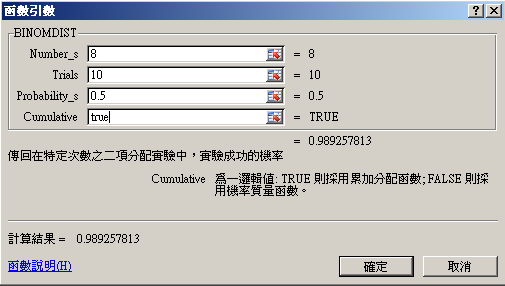 函數引數
BINOMDIST
Number_s 8 = 8
Trials 10 = 10
Probability_s 0.5 = 0.5
Cumulative true = TRUE
= 0.989257813
傳回在特定次數之二項分配實驗中，實驗成功的機率
Cumulative 為一邏輯值: TRUE 則採用累加分配函數; FALSE 則採
用機率質量函數。
計算結果 = 0.989257813
函數說明(H)
確定 取消